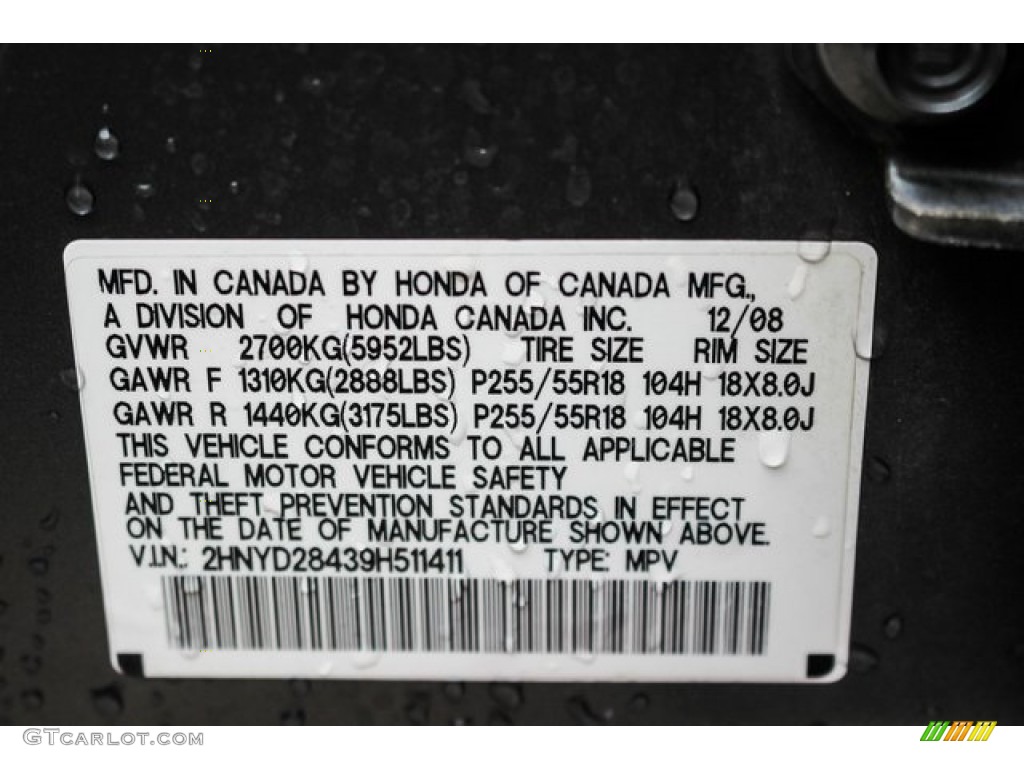 MFD. IN CANADA BY HONDA OF CANADA MFG.,
A DIVISION OF HONDA CANADA INC. 12/08
GVWR 2700KG(5952LBS) TIRE SIZE RIM SIZE
GAWR F 1310KG(2888LBS) P255/55R18 104H 18X8.0J
GAWR R 1440KG(3175LBS) P255/55R18 104H 18X8.0J
THIS VEHICLE CONFORMS TO ALL APPLICABLE
FEDERAL MOTOR VEHICLE SAFETY
AND THEFT PREVENTION STANDARDS IN EFFECT
ON THE DATE OF MANUFACTURE SHOWN ABOVE.
V.I.N.: 2HNYD28439H511411 TYPE: MPV
GTCARLOT.COM